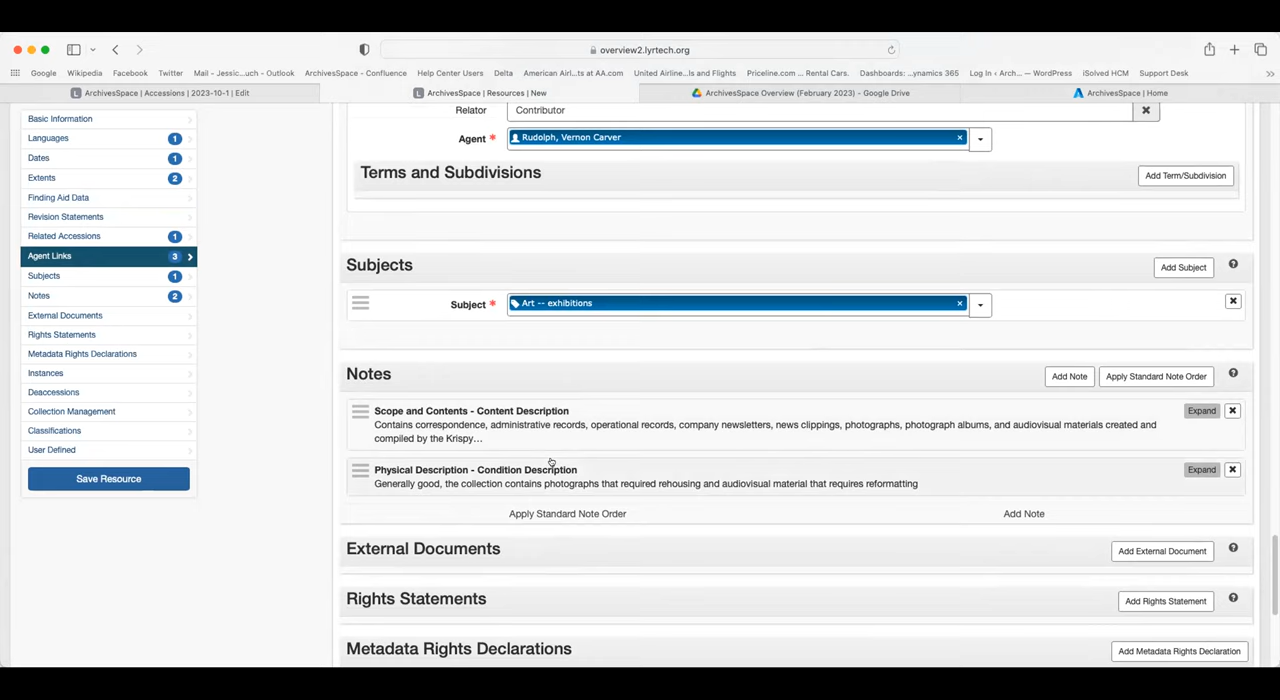 overview2.lyrtech.org
Google Wikipedia Facebook Twitter Mail - Jessic...uch - Outlook ArchivesSpace - Confluence Help Center Users Delta American Airl...ts at AA.com United Airline...ls and Flights Priceline.com ... Rental Cars. Dashboards: ...ynamics 365 Log In ‹ Arch... — WordPress iSolved HCM Support Desk
ArchivesSpace | Accessions | 2023-10-1 | Edit
ArchivesSpace | Resources | New
ArchivesSpace Overview (February 2023) - Google Drive
ArchivesSpace | Home
Basic Information
Languages 1
Dates 1
Extents 2
Finding Aid Data
Revision Statements
Related Accessions 1
Agent Links 3
Subjects 1
Notes 2
External Documents
Rights Statements
Metadata Rights Declarations
Instances
Deaccessions
Collection Management
Classifications
User Defined
Save Resource
Relator Contributor
Agent * Rudolph, Vernon Carver
Terms and Subdivisions Add Term/Subdivision
Subjects Add Subject
Subject * Art -- exhibitions
Notes Add Note Apply Standard Note Order
Scope and Contents - Content Description Expand
Contains correspondence, administrative records, operational records, company newsletters, news clippings, photographs, photograph albums, and audiovisual materials created and
compiled by the Krispy...
Physical Description - Condition Description Expand
Generally good, the collection contains photographs that required rehousing and audiovisual material that requires reformatting
Apply Standard Note Order Add Note
External Documents Add External Document
Rights Statements Add Rights Statement
Metadata Rights Declarations Add Metadata Rights Declaration